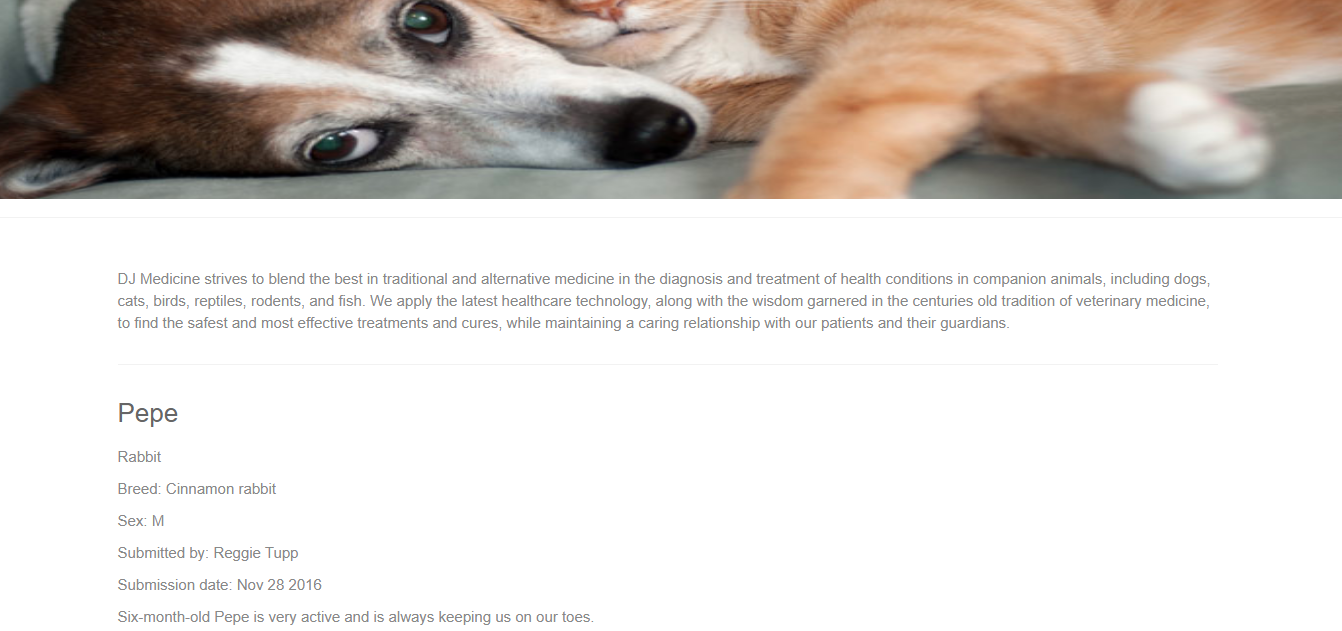 DJ Medicine strives to blend the best in traditional and alternative medicine in the diagnosis and treatment of health conditions in companion animals, including dogs,
cats, birds, reptiles, rodents, and fish. We apply the latest healthcare technology, along with the wisdom garnered in the centuries old tradition of veterinary medicine,
to find the safest and most effective treatments and cures, while maintaining a caring relationship with our patients and their guardians.
Pepe
Rabbit
Breed: Cinnamon rabbit
Sex: M
Submitted by: Reggie Tupp
Submission date: Nov 28 2016
Six-month-old Pepe is very active and is always keeping us on our toes.